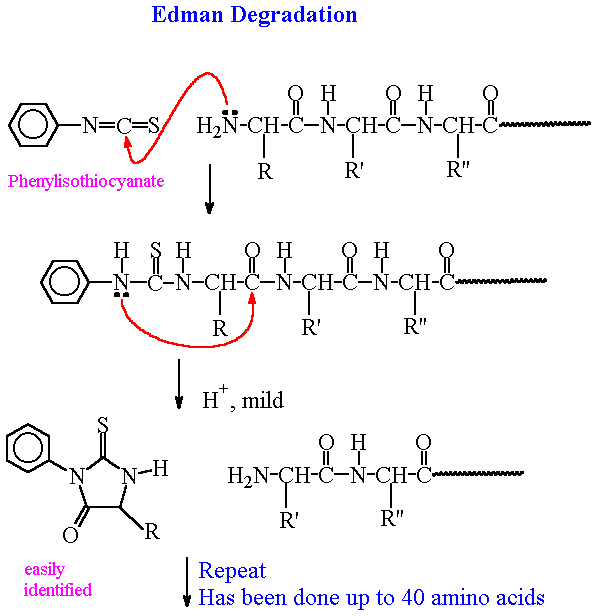 Edman Degradation
O H O H O
N=C=S H₂N-CH-C-N-CH-C-N-CH-C
R R' R"
Phenylisothiocyanate
H S H O H O H O
N-C-N-CH-C-N-CH-C-N-CH-C
R R' R"
H⁺, mild
S O H O
N N-H H₂N-CH-C-N-CH-C
O R R' R"
easily
identified
Repeat
Has been done up to 40 amino acids